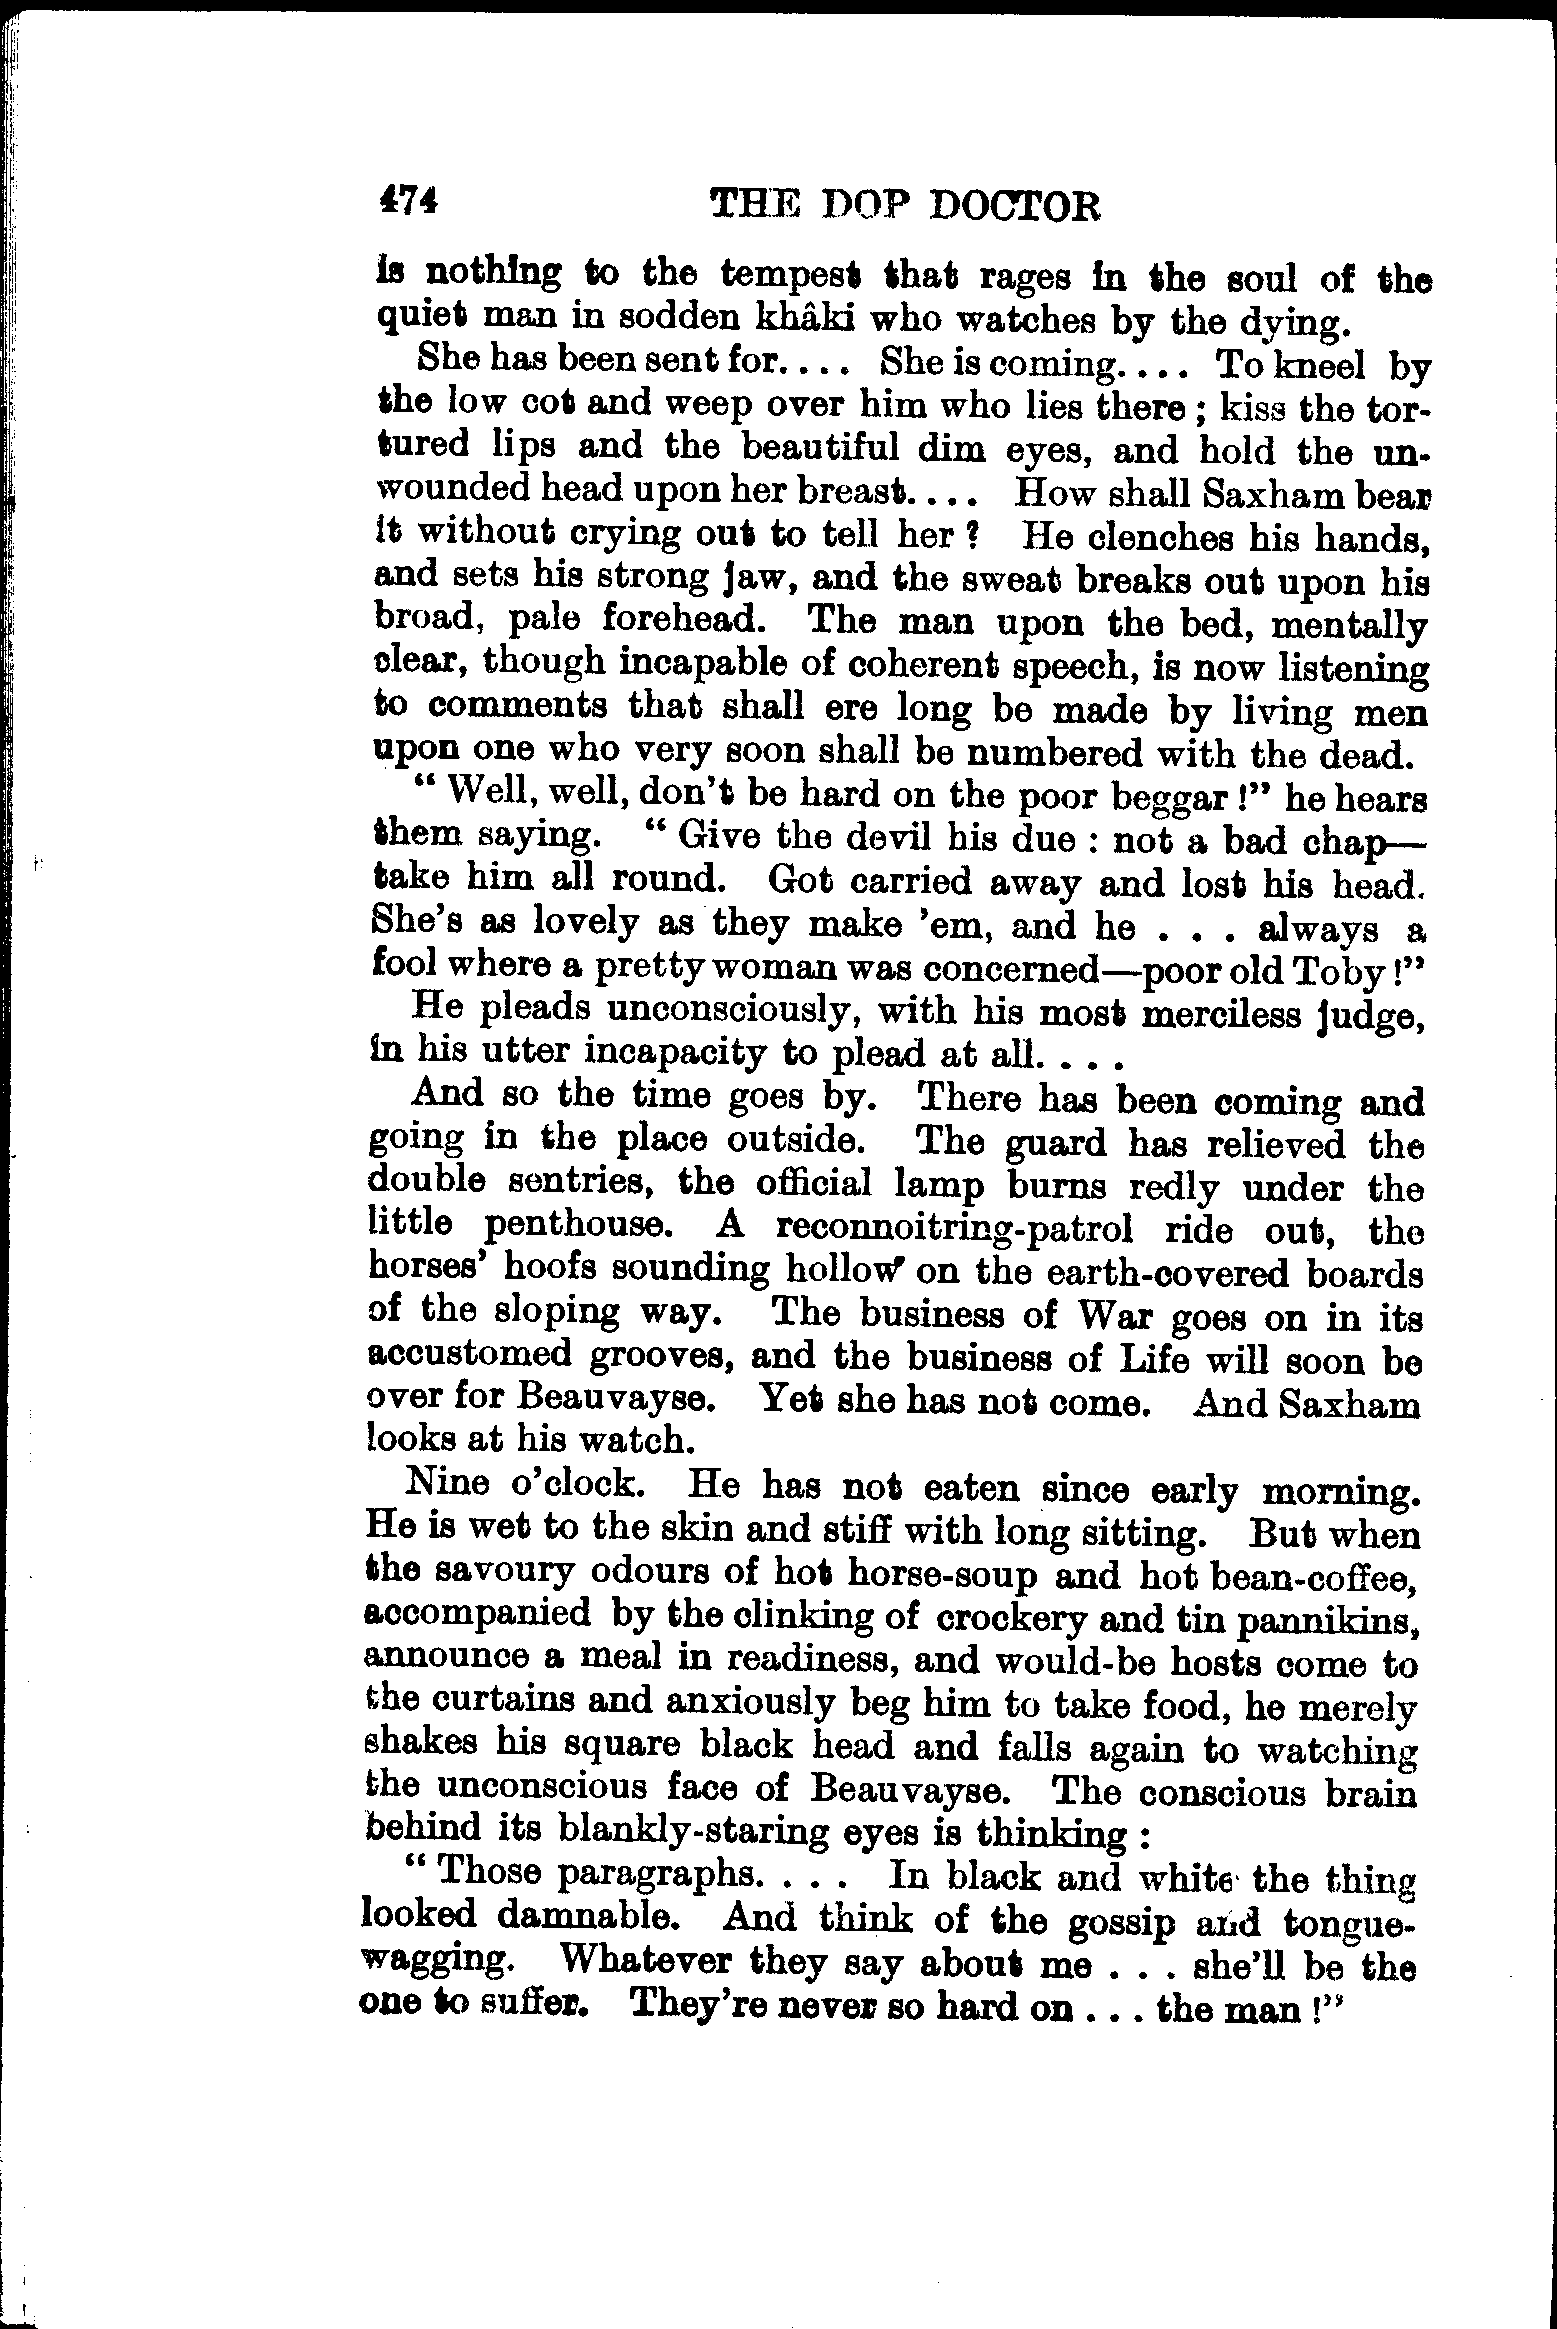 474 THE DOP DOCTOR
is nothing to the tempest that rages in the soul of the
quiet man in sodden khâki who watches by the dying.
She has been sent for.... She is coming.... To kneel by
the low cot and weep over him who lies there ; kiss the tor-
tured lips and the beautiful dim eyes, and hold the un-
wounded head upon her breast.... How shall Saxham bear
it without crying out to tell her ? He clenches his hands,
and sets his strong jaw, and the sweat breaks out upon his
broad, pale forehead. The man upon the bed, mentally
clear, though incapable of coherent speech, is now listening
to comments that shall ere long be made by living men
upon one who very soon shall be numbered with the dead.
“ Well, well, don’t be hard on the poor beggar !” he hears
them saying. “ Give the devil his due : not a bad chap—
take him all round. Got carried away and lost his head.
She’s as lovely as they make ’em, and he . . . always a
fool where a pretty woman was concerned—poor old Toby !”
He pleads unconsciously, with his most merciless judge,
in his utter incapacity to plead at all. . . .
And so the time goes by. There has been coming and
going in the place outside. The guard has relieved the
double sentries, the official lamp burns redly under the
little penthouse. A reconnoitring-patrol ride out, the
horses’ hoofs sounding hollow on the earth-covered boards
of the sloping way. The business of War goes on in its
accustomed grooves, and the business of Life will soon be
over for Beauvayse. Yet she has not come. And Saxham
looks at his watch.
Nine o’clock. He has not eaten since early morning.
He is wet to the skin and stiff with long sitting. But when
the savoury odours of hot horse-soup and hot bean-coffee,
accompanied by the clinking of crockery and tin pannikins,
announce a meal in readiness, and would-be hosts come to
the curtains and anxiously beg him to take food, he merely
shakes his square black head and falls again to watching
the unconscious face of Beauvayse. The conscious brain
behind its blankly-staring eyes is thinking :
“ Those paragraphs. . . . In black and white the thing
looked damnable. And think of the gossip and tongue-
wagging. Whatever they say about me . . . she’ll be the
one to suffer. They’re never so hard on . . . the man !”